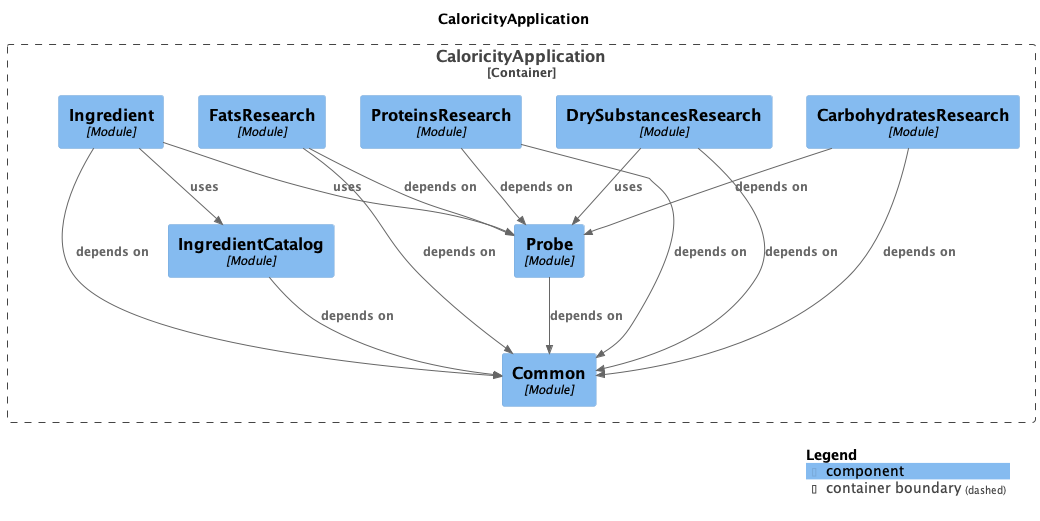 CaloricityApplication
CaloricityApplication
[Container]
Ingredient
[Module]
FatsResearch
[Module]
ProteinsResearch
[Module]
DrySubstancesResearch
[Module]
CarbohydratesResearch
[Module]
uses
uses
depends on
depends on
uses
depends on
IngredientCatalog
[Module]
Probe
[Module]
depends on
depends on
depends on
depends on
depends on
depends on
depends on
Common
[Module]
Legend
component
container boundary (dashed)